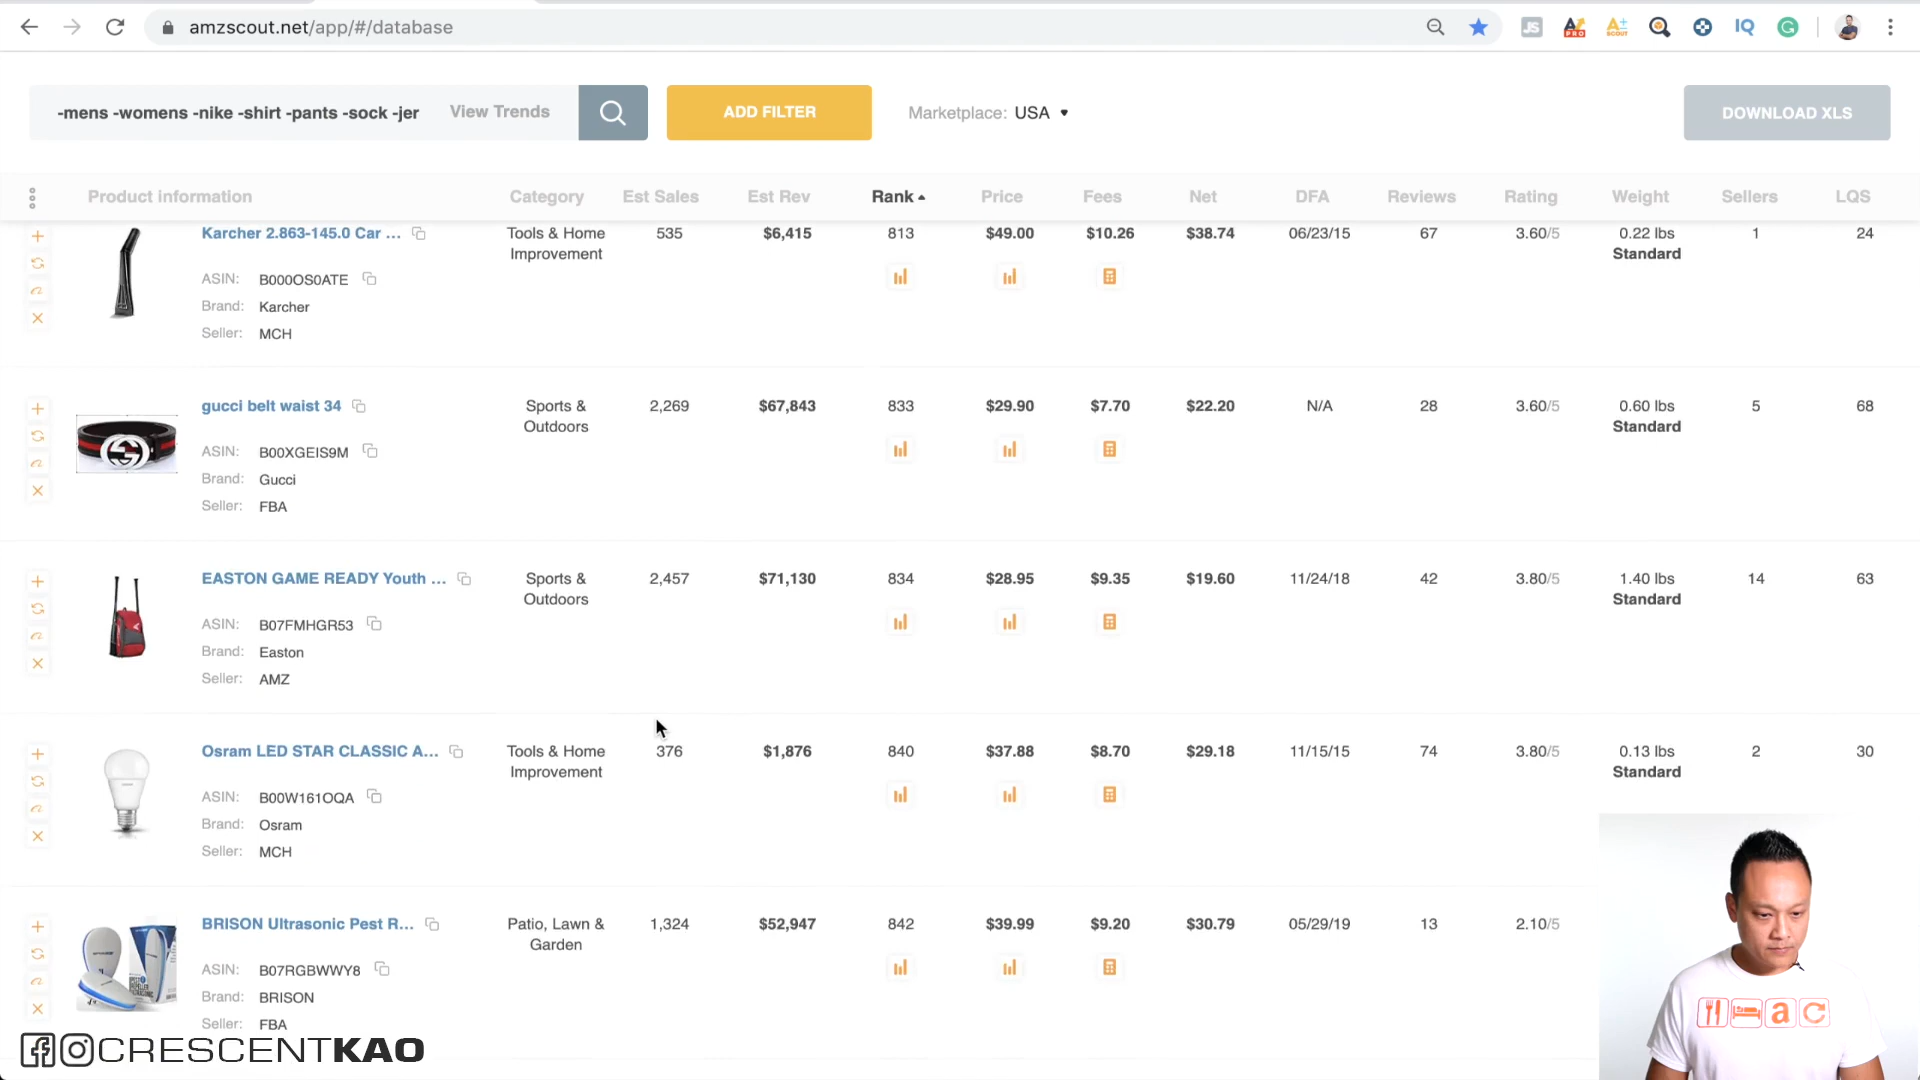 amzscout.net/app/#/database
JS
PRO
SCOUT
IQ
-mens -womens -nike -shirt -pants -sock -jer View Trends
ADD FILTER
Marketplace: USA
DOWNLOAD XLS
Product information Category Est Sales Est Rev Rank Price Fees Net DFA Reviews Rating Weight Sellers LQS
Karcher 2.863-145.0 Car ... Tools & Home Improvement 535 $6,415 813 $49.00 $10.26 $38.74 06/23/15 67 3.60/5 0.22 lbs Standard 1 24
ASIN: B000OS0ATE
Brand: Karcher
Seller: MCH
gucci belt waist 34 Sports & Outdoors 2,269 $67,843 833 $29.90 $7.70 $22.20 N/A 28 3.60/5 0.60 lbs Standard 5 68
ASIN: B00XGEIS9M
Brand: Gucci
Seller: FBA
EASTON GAME READY Youth ... Sports & Outdoors 2,457 $71,130 834 $28.95 $9.35 $19.60 11/24/18 42 3.80/5 1.40 lbs Standard 14 63
ASIN: B07FMHGR53
Brand: Easton
Seller: AMZ
Osram LED STAR CLASSIC A... Tools & Home Improvement 376 $1,876 840 $37.88 $8.70 $29.18 11/15/15 74 3.80/5 0.13 lbs Standard 2 30
ASIN: B00W161OQA
Brand: Osram
Seller: MCH
BRISON Ultrasonic Pest R... Patio, Lawn & Garden 1,324 $52,947 842 $39.99 $9.20 $30.79 05/29/19 13 2.10/5
ASIN: B07RGBWWY8
Brand: BRISON
Seller: FBA
CRESCENTKAO
a